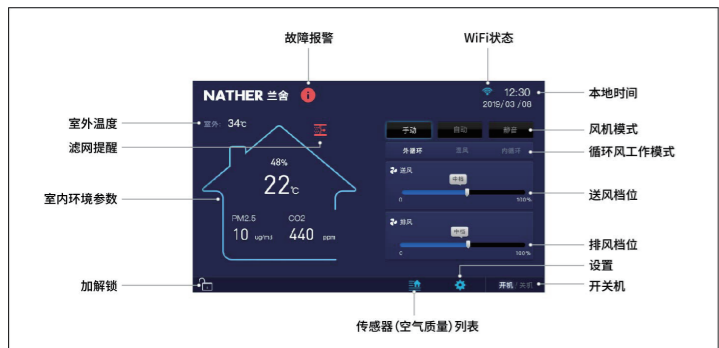 故障报警
WiFi状态
NATHER 兰舍
12:30
2019/03/08
本地时间
室外温度
室外: 34℃
滤网提醒
手动 自动 静音
风机模式
外循环 混风 内循环
循环风工作模式
48%
22℃
室内环境参数
PM2.5 CO2
10 ug/m3 440 ppm
送风
中档
0 100%
送风档位
排风
中档
0 100%
排风档位
设置
加解锁
开机/关机
开关机
传感器(空气质量)列表